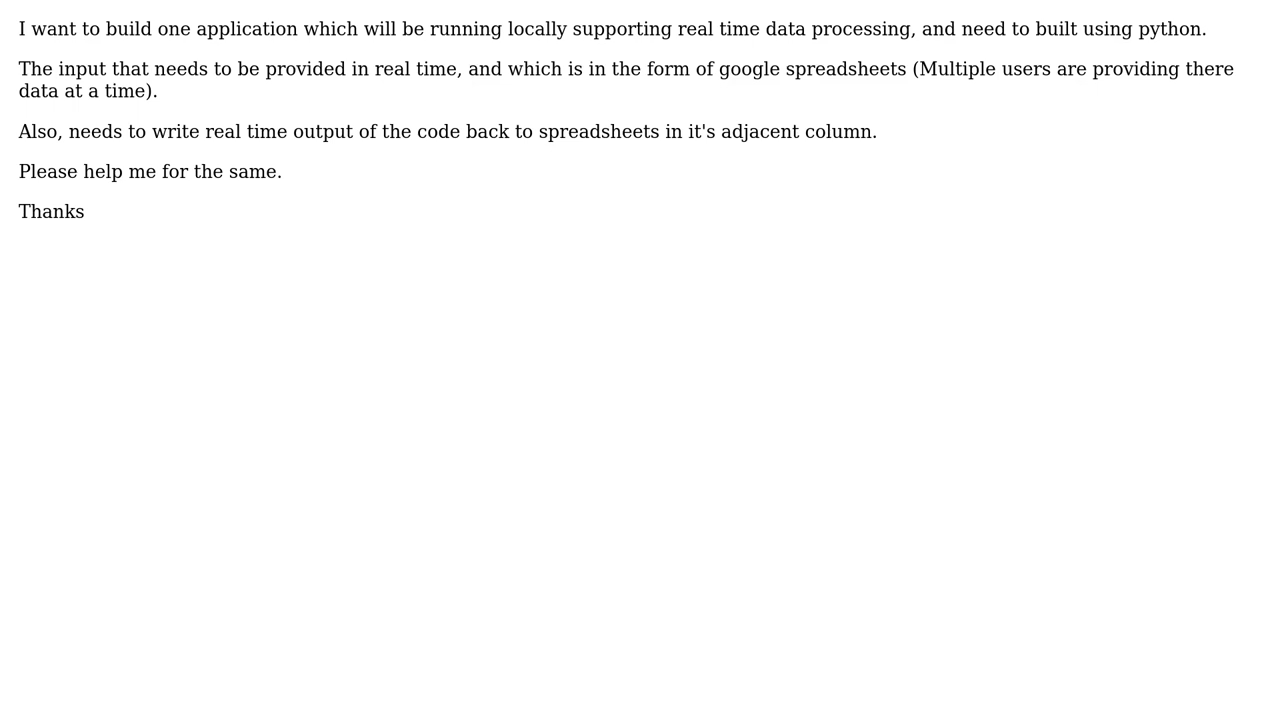 I want to build one application which will be running locally supporting real time data processing, and need to built using python.
The input that needs to be provided in real time, and which is in the form of google spreadsheets (Multiple users are providing there
data at a time).
Also, needs to write real time output of the code back to spreadsheets in it's adjacent column.
Please help me for the same.
Thanks